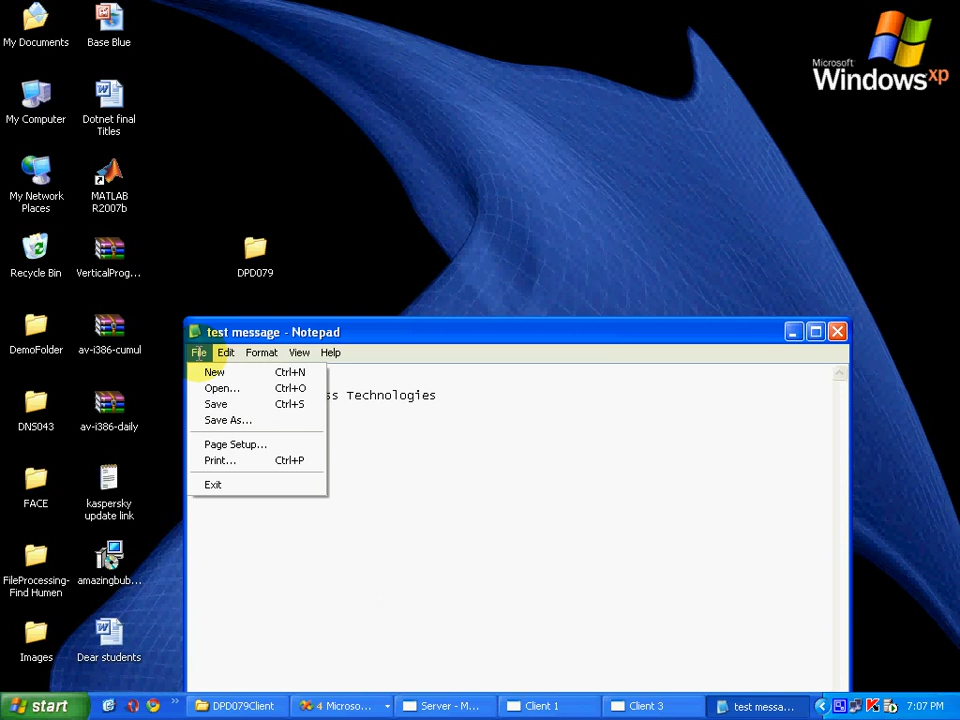 My Documents
Base Blue
Microsoft
Windows xp
My Computer
Dotnet final
Titles
My Network
Places
MATLAB
R2007b
Recycle Bin
VerticalProg...
DPD079
DemoFolder
av-i386-cumul
test message - Notepad
File Edit Format View Help
New Ctrl+N
Open... Ctrl+O
Save Ctrl+S
Save As...
Page Setup...
Print... Ctrl+P
Exit
ss Technologies
DNS043
av-i386-daily
FACE
kaspersky
update link
FileProcessing-
Find Humen
amazingbub...
Images
Dear students
start
DPD079Client
4 Microso...
Server - M...
Client 1
Client 3
test messa...
7:07 PM